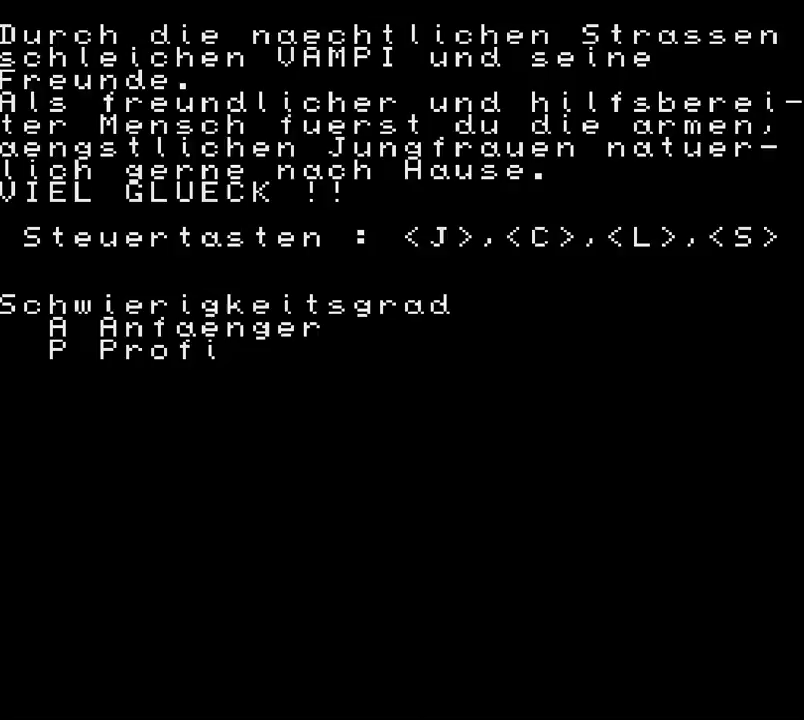 Durch die naechtlichen Strassen
schleichen VAMPI und seine
Freunde.
Als freundlicher und hilfsberei-
ter Mensch fuerst du die armen,
aengstlichen Jungfrauen natuer-
lich gerne nach Hause.
VIEL GLUECK !!
Steuertasten : <J>,<C>,<L>,<S>
Schwierigkeitsgrad
A Anfaenger
P Profi